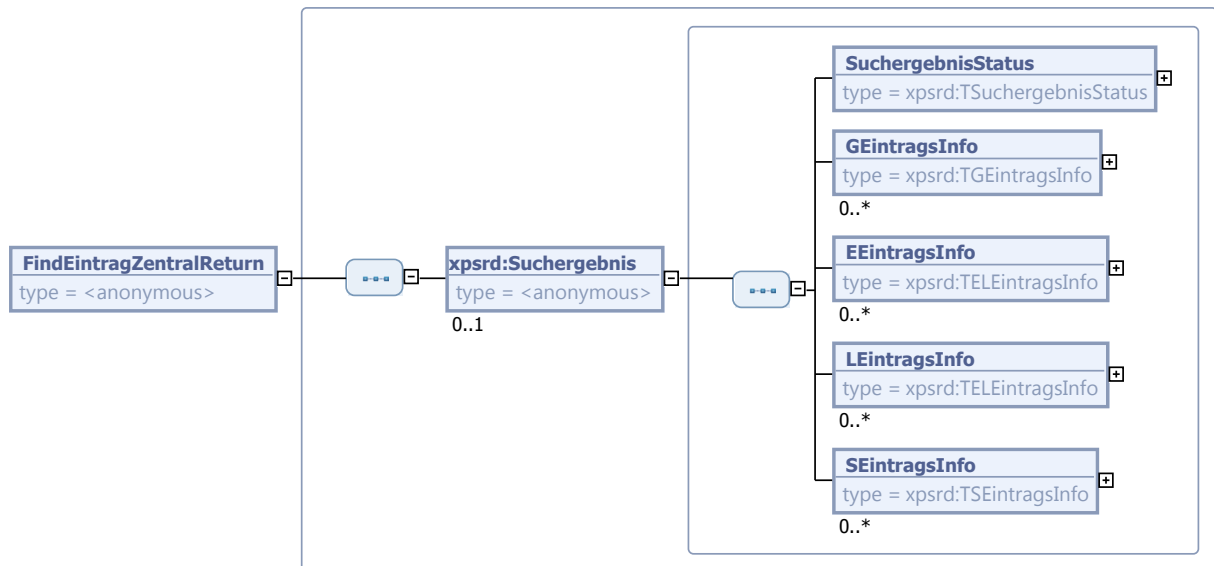 FindEintragZentralReturn
type = <anonymous>
xpsrd:Suchergebnis
type = <anonymous>
0..1
SuchergebnisStatus
type = xpsrd:TSuchergebnisStatus
GEintragsInfo
type = xpsrd:TGEintragsInfo
0..*
EEintragsInfo
type = xpsrd:TELEintragsInfo
0..*
LEintragsInfo
type = xpsrd:TELEintragsInfo
0..*
SEintragsInfo
type = xpsrd:TSEintragsInfo
0..*